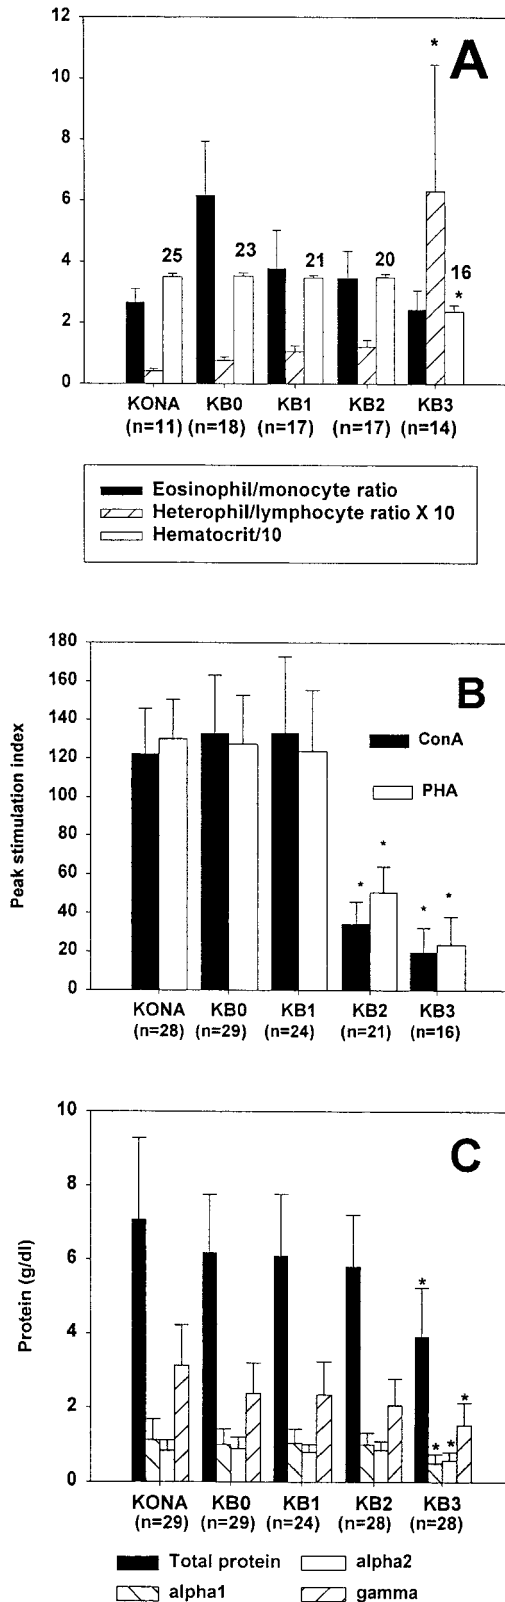 12
10
8
6
4
2
0
A
*
25
23
21
20
16
*
KONA KB0 KB1 KB2 KB3
(n=11) (n=18) (n=17) (n=17) (n=14)
Eosinophil/monocyte ratio
Heterophil/lymphocyte ratio X 10
Hematocrit/10
180
160
140
120
100
80
60
40
20
0
Peak stimulation index
B
ConA
PHA
* * * *
KONA KB0 KB1 KB2 KB3
(n=28) (n=29) (n=24) (n=21) (n=16)
10
8
6
4
2
0
Protein (g/dl)
C
* * * *
KONA KB0 KB1 KB2 KB3
(n=29) (n=29) (n=24) (n=28) (n=28)
Total protein alpha2
alpha1 gamma